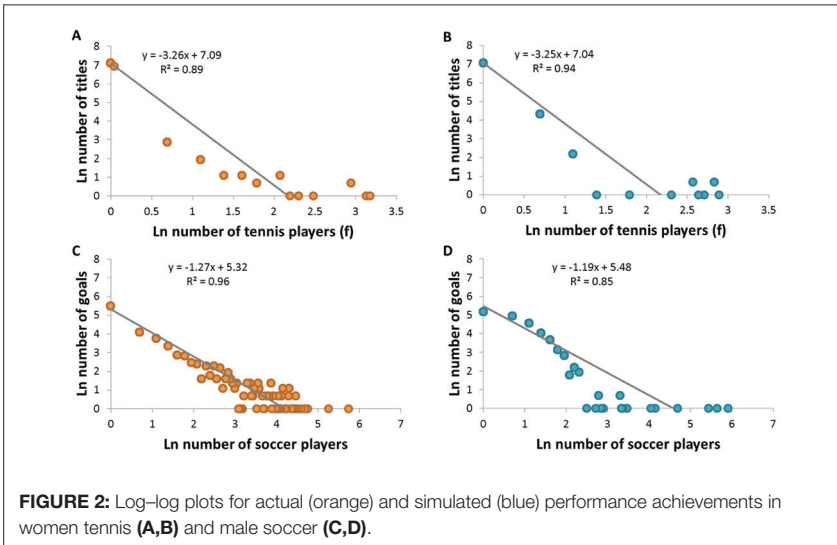 A
y = -3.26x + 7.09
R² = 0.89
8
7
6
5
4
3
2
1
0
Ln number of titles
0 0.5 1 1.5 2 2.5 3 3.5
Ln number of tennis players (f)
B
y = -3.25x + 7.04
R² = 0.94
8
7
6
5
4
3
2
1
0
Ln number of titles
0 0.5 1 1.5 2 2.5 3 3.5
Ln number of tennis players (f)
C
y = -1.27x + 5.32
R² = 0.96
8
7
6
5
4
3
2
1
0
Ln number of goals
0 1 2 3 4 5 6 7
Ln number of soccer players
D
y = -1.19x + 5.48
R² = 0.85
8
7
6
5
4
3
2
1
0
Ln number of goals
0 1 2 3 4 5 6 7
Ln number of soccer players
FIGURE 2: Log–log plots for actual (orange) and simulated (blue) performance achievements in
women tennis (A,B) and male soccer (C,D).